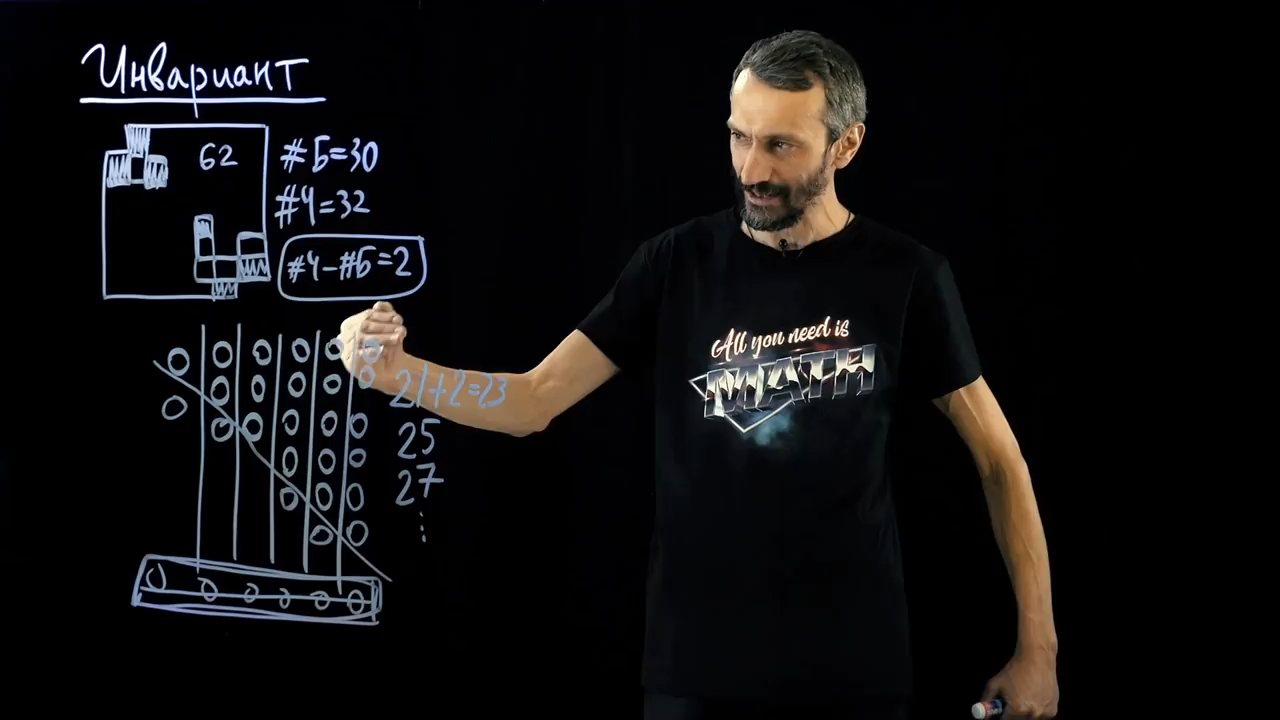 Инвариант
62
#Б=30
#Ч=32
#Ч-#Б=2
21+2=23
25
27
All you need is
MATH